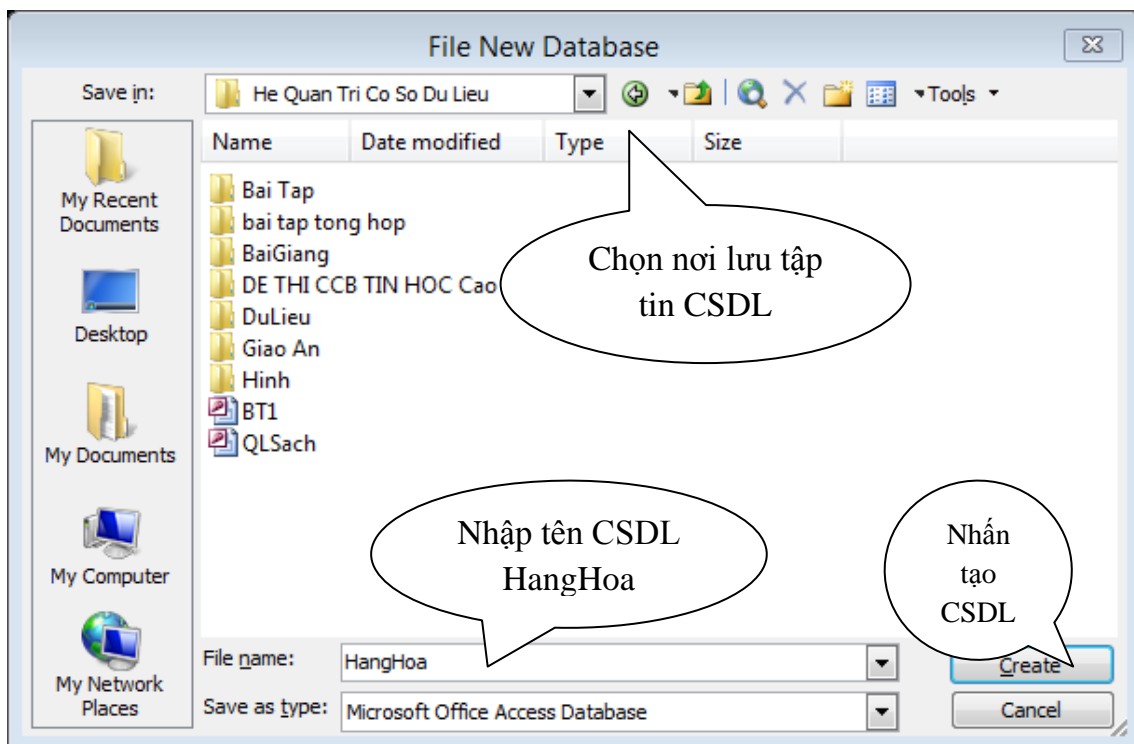 File New Database
Save in:
He Quan Tri Co So Du Lieu
Tools
Name Date modified Type Size
My Recent
Documents
Desktop
My Documents
My Computer
My Network
Places
Bai Tap
bai tap tong hop
BaiGiang
DE THI CCB TIN HOC Cao
DuLieu
Giao An
Hinh
BT1
QLSach
Chọn nơi lưu tập
tin CSDL
Nhập tên CSDL
HangHoa
Nhấn
tạo
CSDL
File name: HangHoa
Create
Save as type: Microsoft Office Access Database
Cancel